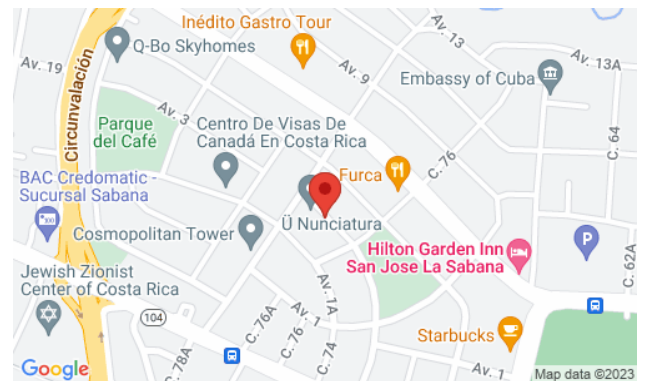 Inédito Gastro Tour
Q-Bo Skyhomes
Av. 13
Av. 19
Circunvalación
Av. 9
Embassy of Cuba
Av. 13A
Av. 3
Parque
del Café
Centro De Visas De
Canadá En Costa Rica
C. 76
C. 64
BAC Credomatic -
Sucursal Sabana
Furca
Ü Nunciatura
Cosmopolitan Tower
P
Hilton Garden Inn
San Jose La Sabana
C. 62A
Jewish Zionist
Center of Costa Rica
Av. 1A
104
Av. 1
C. 76A
C. 76
C. 74
C. 78A
Starbucks
Av. 1
Google
Map data ©2023